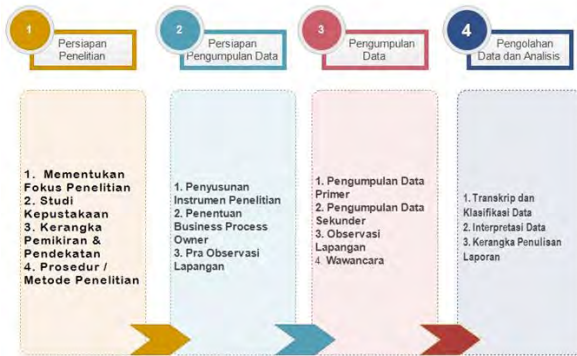 1
Persiapan
Penelitian
2
Persiapan
Pengumpulan Data
3
Pengumpulan
Data
4
Pengolahan
Data dan Analisis
1. Mementukan
Fokus Penelitian
2. Studi
Kepustakaan
3. Kerangka
Pemikiran &
Pendekatan
4. Prosedur /
Metode Penelitian
1. Penyusunan
Instrumen Penelitian
2. Penentuan
Business Process
Owner
3. Pra Observasi
Lapangan
1. Pengumpulan Data
Primer
2. Pengumpulan Data
Sekunder
3. Observasi
Lapangan
4. Wawancara
1. Transkrip dan
Klasifikasi Data
2. Interpretasi Data
3. Kerangka Penulisan
Laporan